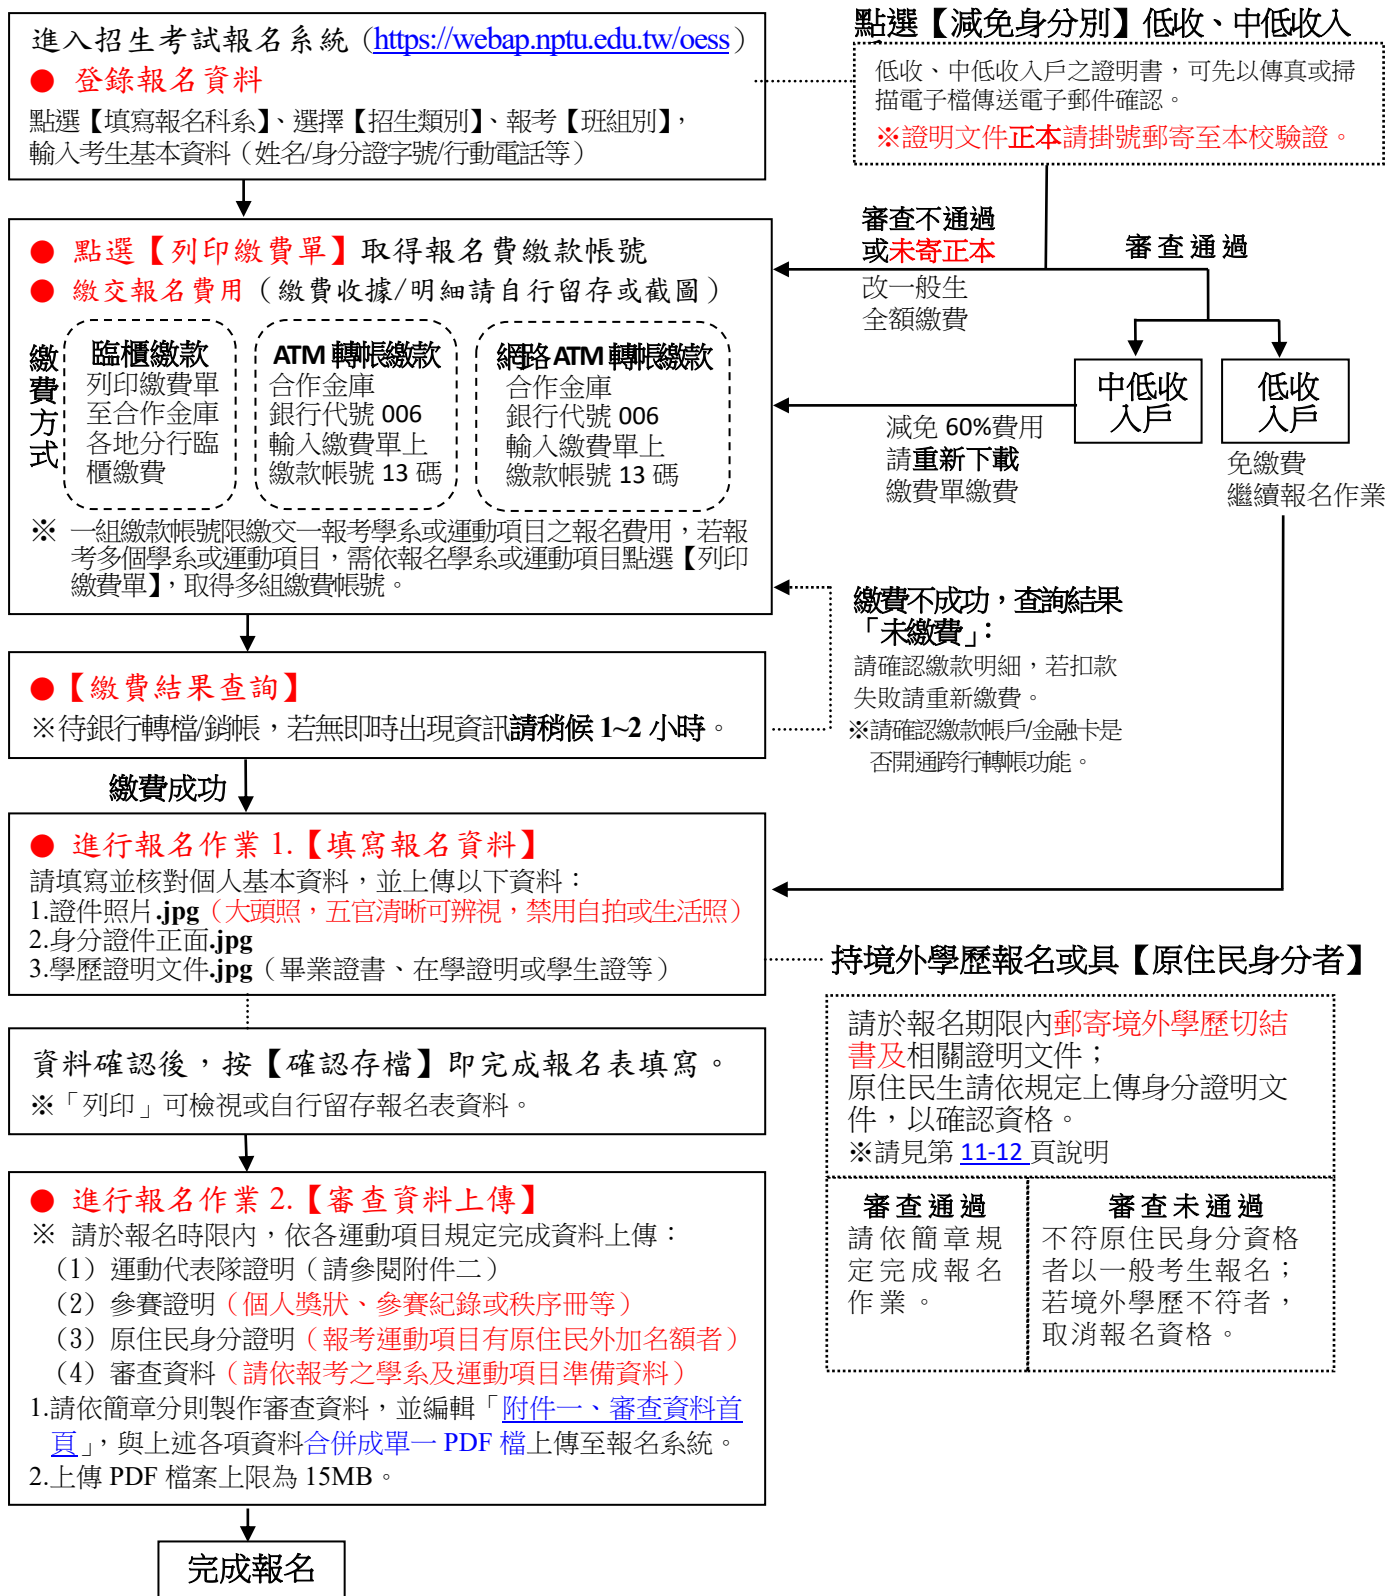 進入招生考試報名系統（https://webap.nptu.edu.tw/oess）
● 登錄報名資料
點選【填寫報名科系】、選擇【招生類別】、報考【班組別】，
輸入考生基本資料（姓名/身分證字號/行動電話等）
點選【減免身分別】低收、中低收入
低收、中低收入戶之證明書，可先以傳真或掃
描電子檔傳送電子郵件確認。
※證明文件正本請掛號郵寄至本校驗證。
審查不通過
或未寄正本
改一般生
全額繳費
審查通過
中低收
入戶
低收
入戶
減免 60%費用
請重新下載
繳費單繳費
免繳費
繼續報名作業
● 點選【列印繳費單】取得報名費繳款帳號
● 繳交報名費用（繳費收據/明細請自行留存或截圖）
繳費方式
臨櫃繳款
列印繳費單
至合作金庫
各地分行臨
櫃繳費
ATM 轉帳繳款
合作金庫
銀行代號 006
輸入繳費單上
繳款帳號 13 碼
網路 ATM 轉帳繳款
合作金庫
銀行代號 006
輸入繳費單上
繳款帳號 13 碼
※ 一組繳款帳號限繳交一報考學系或運動項目之報名費用，若報
考多個學系或運動項目，需依報名學系或運動項目點選【列印
繳費單】，取得多組繳費帳號。
繳費不成功，查詢結果
「未繳費」：
請確認繳款明細，若扣款
失敗請重新繳費。
※請確認繳款帳戶/金融卡是
否開通跨行轉帳功能。
●【繳費結果查詢】
※待銀行轉檔/銷帳，若無即時出現資訊請稍候 1~2 小時。
繳費成功
● 進行報名作業 1.【填寫報名資料】
請填寫並核對個人基本資料，並上傳以下資料：
1.證件照片.jpg（大頭照，五官清晰可辨視，禁用自拍或生活照）
2.身分證件正面.jpg
3.學歷證明文件.jpg（畢業證書、在學證明或學生證等）
持境外學歷報名或具【原住民身分者】
請於報名期限內郵寄境外學歷切結
書及相關證明文件；
原住民生請依規定上傳身分證明文
件，以確認資格。
※請見第 11-12 頁說明
審查通過
請依簡章規
定完成報名
作業。
審查未通過
不符原住民身分資格
者以一般考生報名；
若境外學歷不符者，
取消報名資格。
資料確認後，按【確認存檔】即完成報名表填寫。
※「列印」可檢視或自行留存報名表資料。
● 進行報名作業 2.【審查資料上傳】
※ 請於報名時限內，依各運動項目規定完成資料上傳：
（1）運動代表隊證明（請參閱附件二）
（2）參賽證明（個人獎狀、參賽紀錄或秩序冊等）
（3）原住民身分證明（報考運動項目有原住民外加名額者）
（4）審查資料（請依報考之學系及運動項目準備資料）
1.請依簡章分則製作審查資料，並編輯「附件一、審查資料首
頁」，與上述各項資料合併成單一 PDF 檔上傳至報名系統。
2.上傳 PDF 檔案上限為 15MB。
完成報名